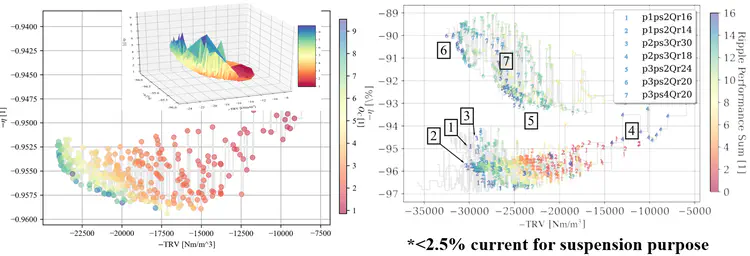 −0.9400
−0.9425
−0.9450
−0.9475
−0.9500
−0.9525
−0.9550
−0.9575
−0.9600
−η [1]
−22500 −20000 −17500 −15000 −12500 −10000 −7500
−TRV [Nm/m^3]
9
8
7
6
5
4
3
2
1
−89
−90
−91
−92
−93
−94
−95
−96
−97
−η [%]
6
7
3
1
2
5
4
1 p1ps2Qr16
2 p1ps2Qr14
3 p2ps3Qr30
4 p2ps3Qr18
5 p2ps3Qr24
6 p3ps2Qr20
7 p3ps4Qr20
−35000 −30000 −25000 −20000 −15000 −10000 −5000
−TRV [Nm/m³]
16
14
12
10
8
6
4
2
0
Ripple Performance Sum [1]
*<2.5% current for suspension purpose